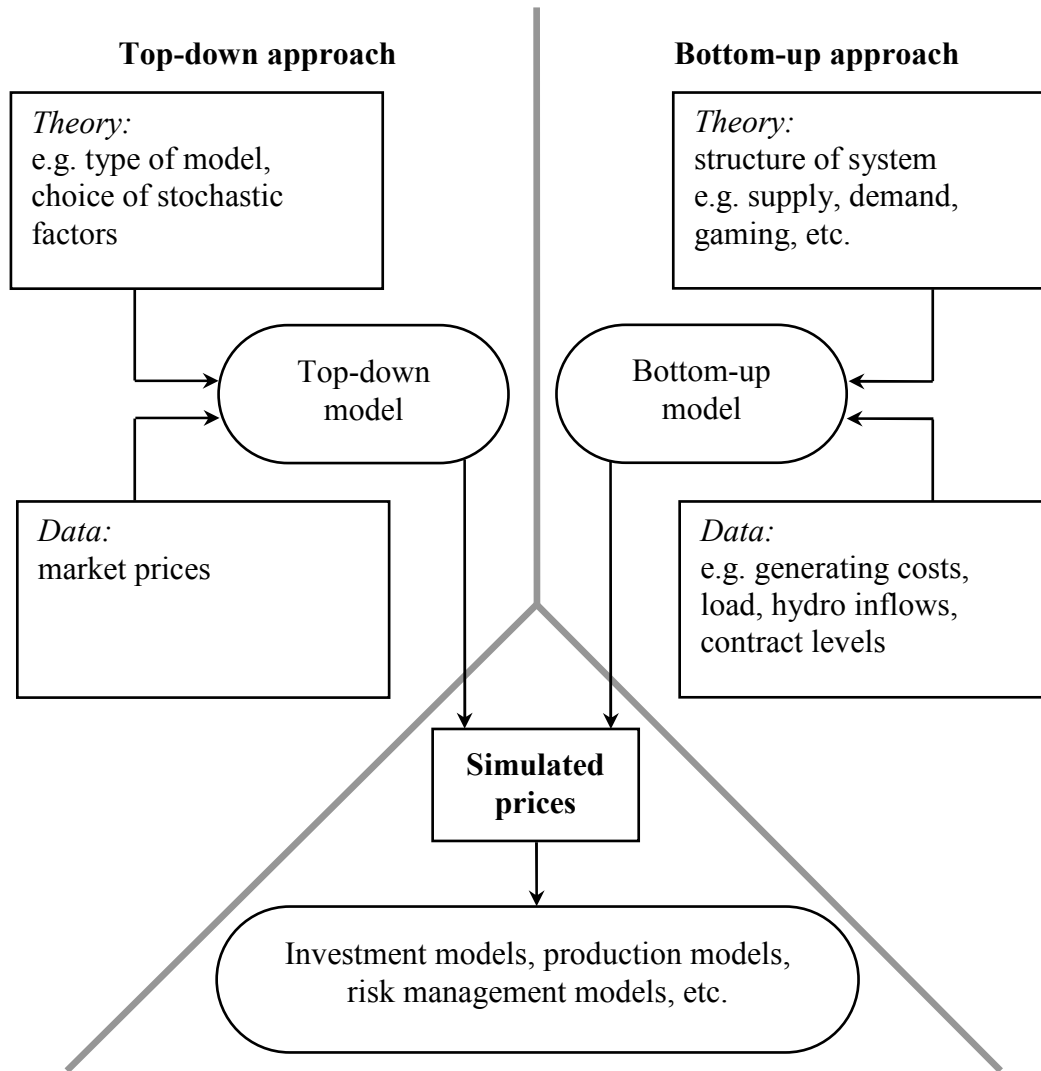 Top-down approach
Theory:
e.g. type of model,
choice of stochastic
factors
Top-down
model
Data:
market prices
Bottom-up approach
Theory:
structure of system
e.g. supply, demand,
gaming, etc.
Bottom-up
model
Data:
e.g. generating costs,
load, hydro inflows,
contract levels
Simulated
prices
Investment models, production models,
risk management models, etc.